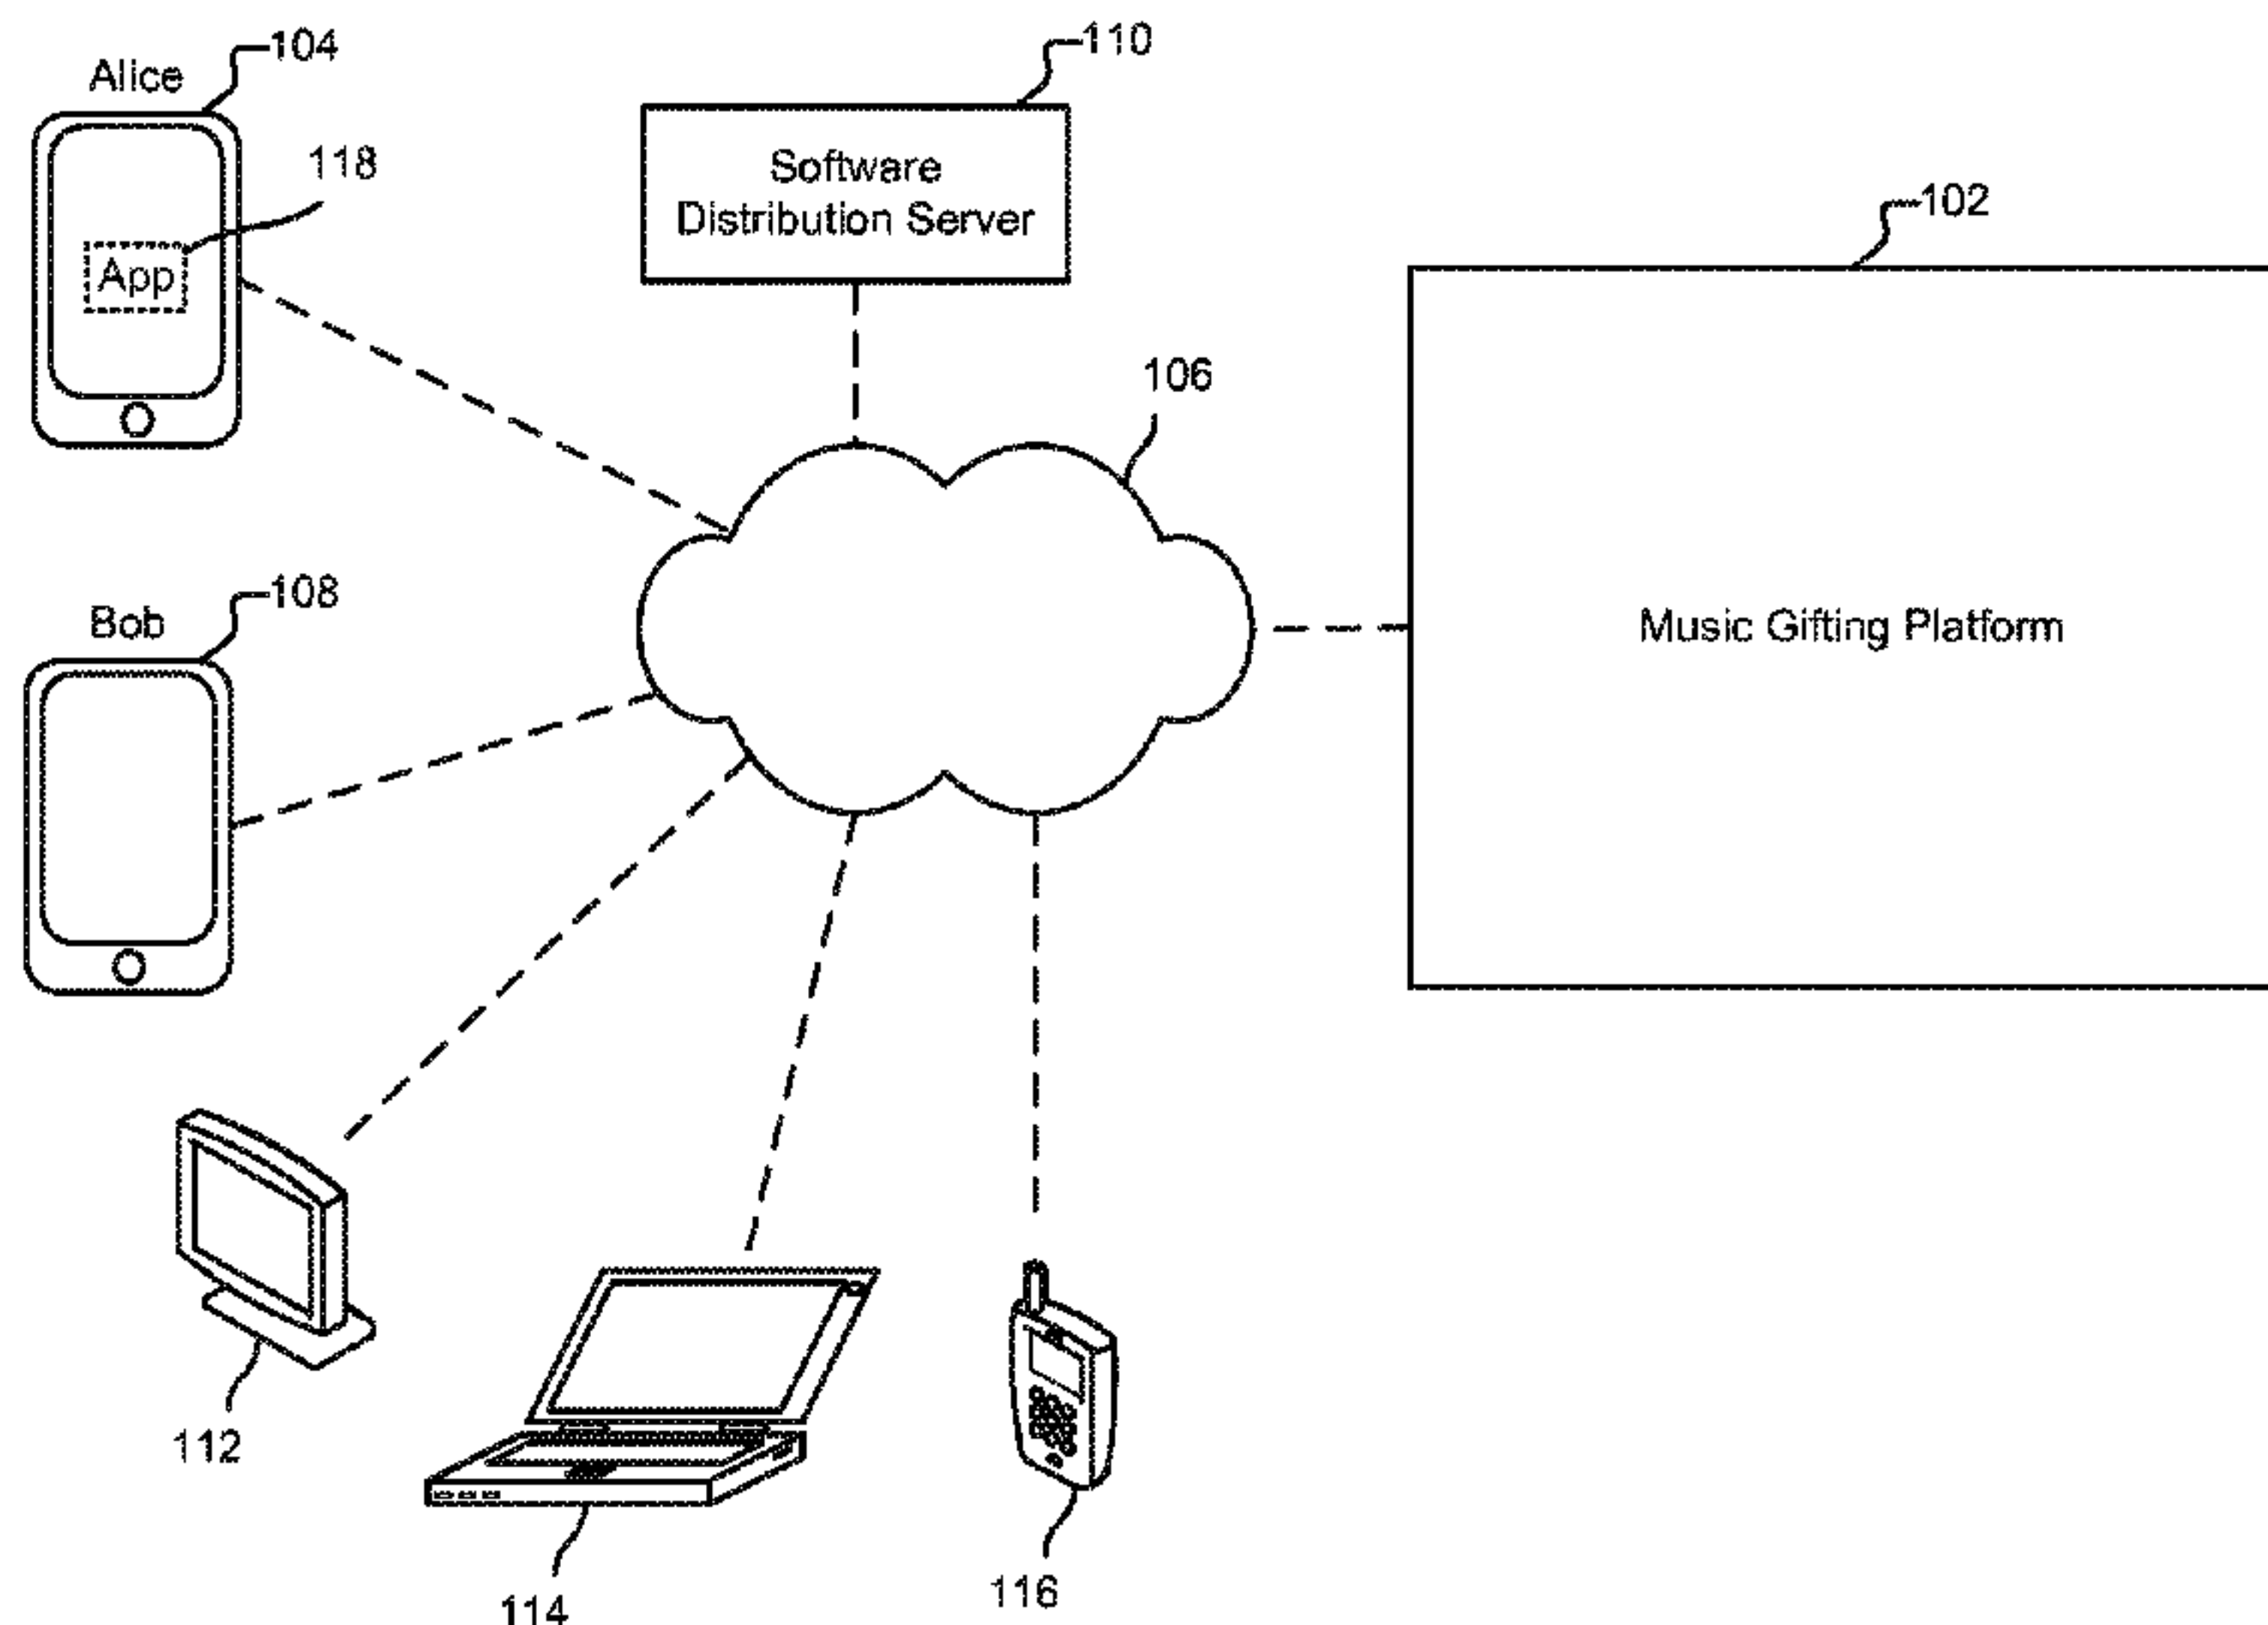 104
Alice
118
App
110
Software
Distribution Server
102
106
Music Gifting Platform
108
Bob
112
114
116